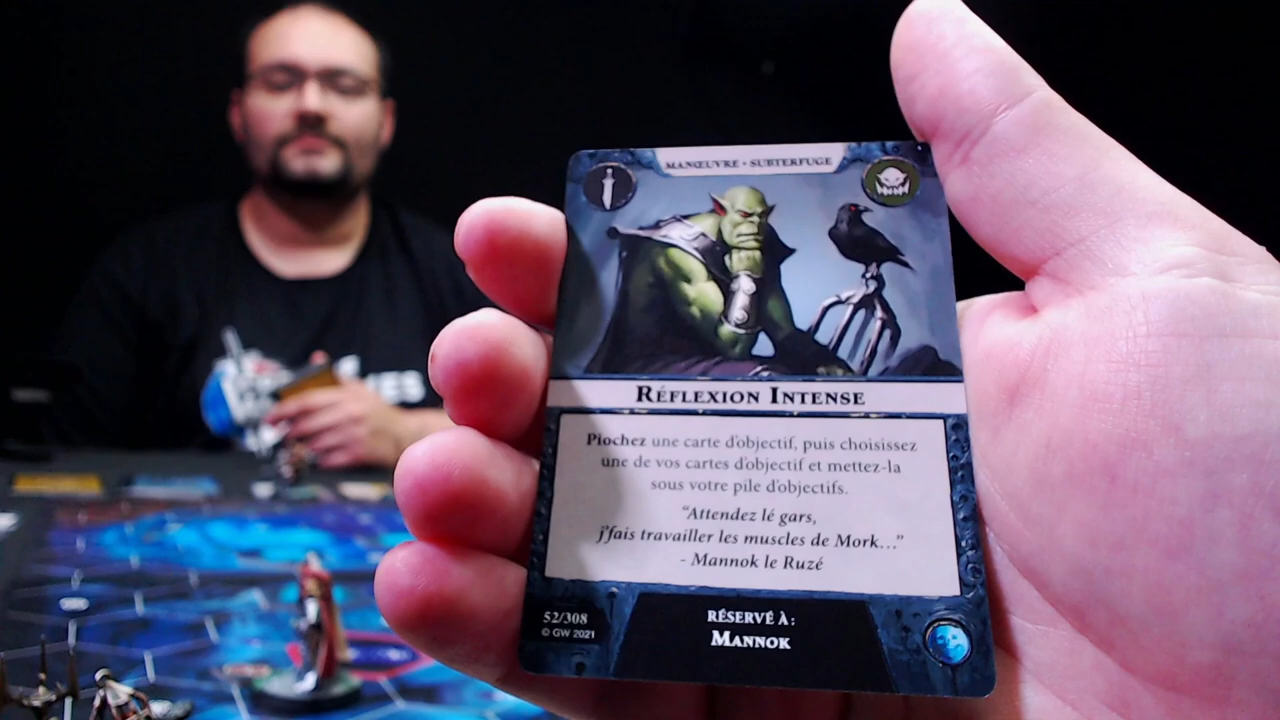 MANŒUVRE • SUBTERFUGE
RÉFLEXION INTENSE
Piochez une carte d'objectif, puis choisissez
une de vos cartes d'objectif et mettez-la
sous votre pile d'objectifs.
“Attendez lé gars,
j'fais travailler les muscles de Mork...”
- Mannok le Ruzé
52/308
© GW 2021
RÉSERVÉ À :
MANNOK